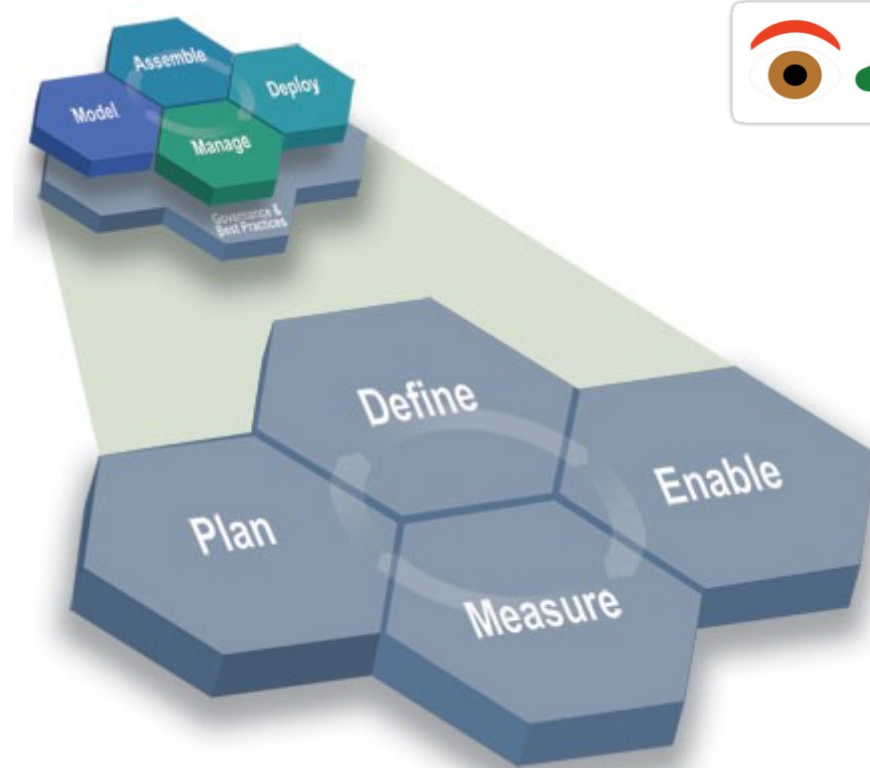 Assemble
Deploy
Model
Manage
Governance &
Best Practices
Define
Enable
Plan
Measure